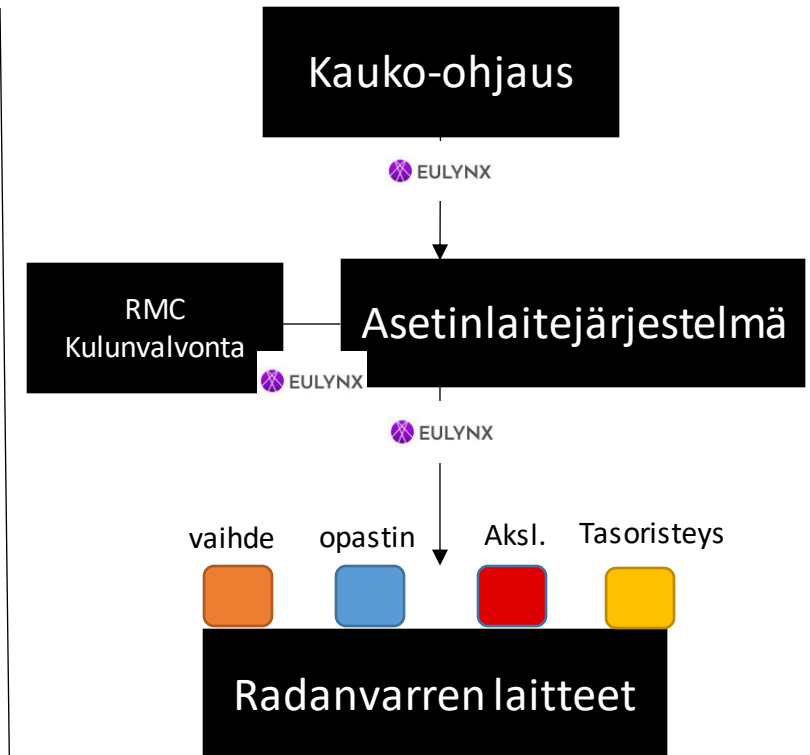 Kauko-ohjaus
EULYNX
RMC
Kulunvalvonta
Asetinlaitejärjestelmä
EULYNX
EULYNX
vaihde
opastin
Aksl.
Tasoristeys
Radanvarren laitteet